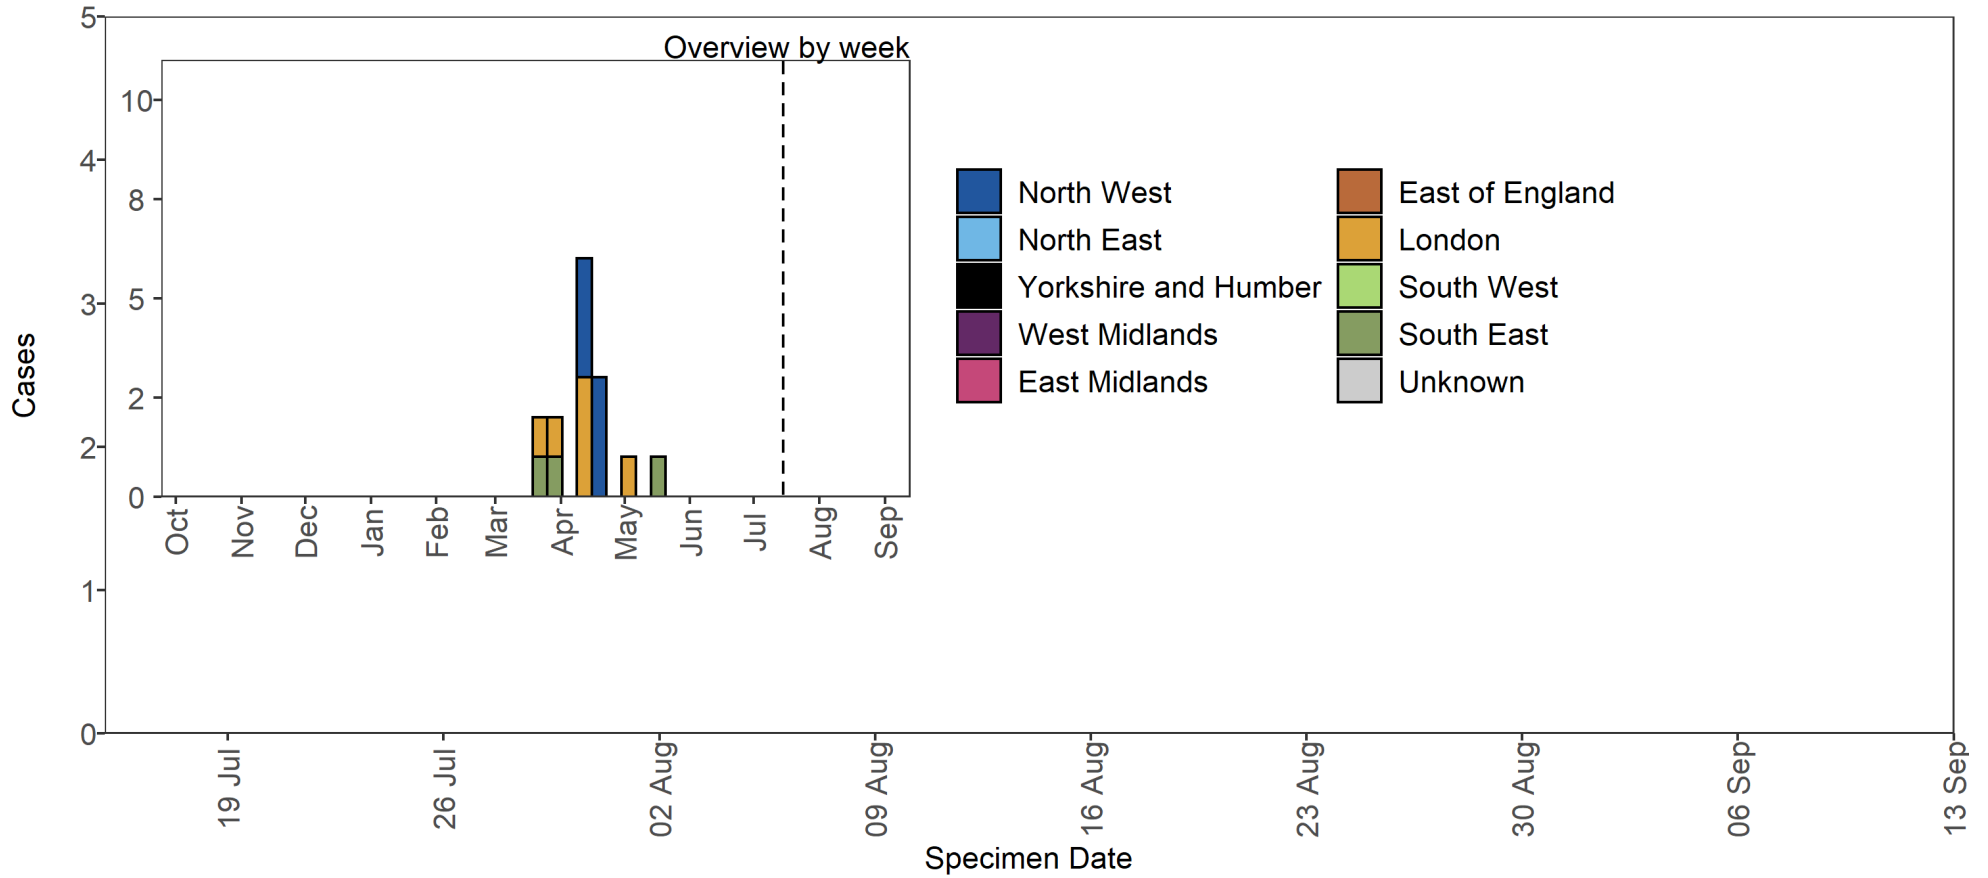 Overview by week
5
4
3
2
1
0
Cases
10
8
5
2
0
Oct
Nov
Dec
Jan
Feb
Mar
Apr
May
Jun
Jul
Aug
Sep
North West
North East
Yorkshire and Humber
West Midlands
East Midlands
East of England
London
South West
South East
Unknown
19 Jul
26 Jul
02 Aug
09 Aug
16 Aug
23 Aug
30 Aug
06 Sep
13 Sep
Specimen Date